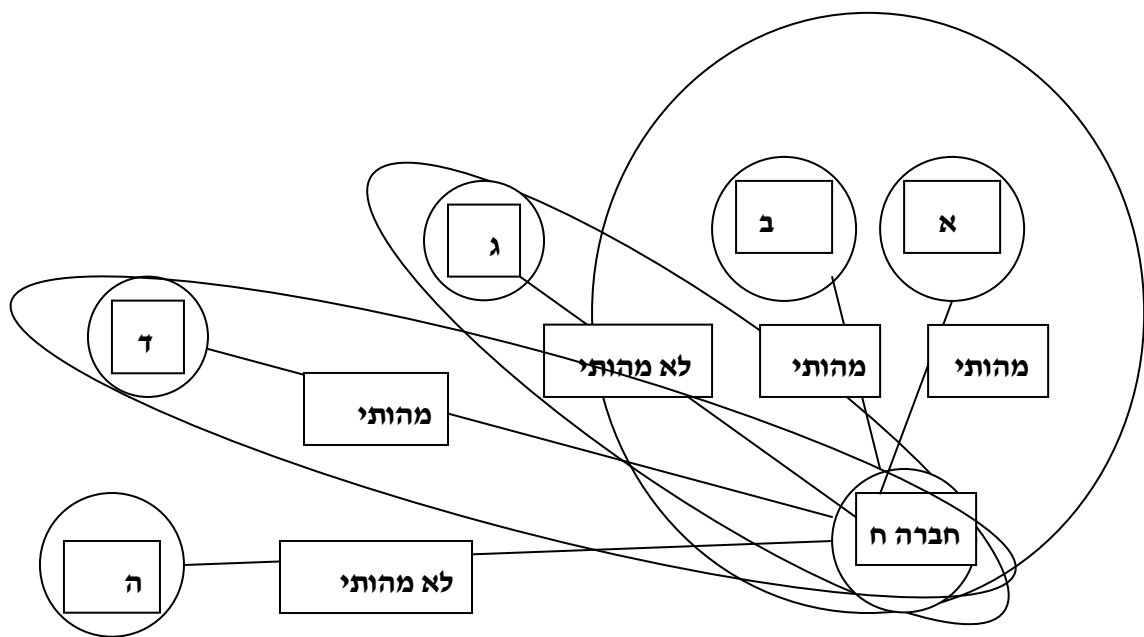 א
ב
ג
ד
מהותי
מהותי
לא מהותי
מהותי
חברה ח
לא מהותי
ה